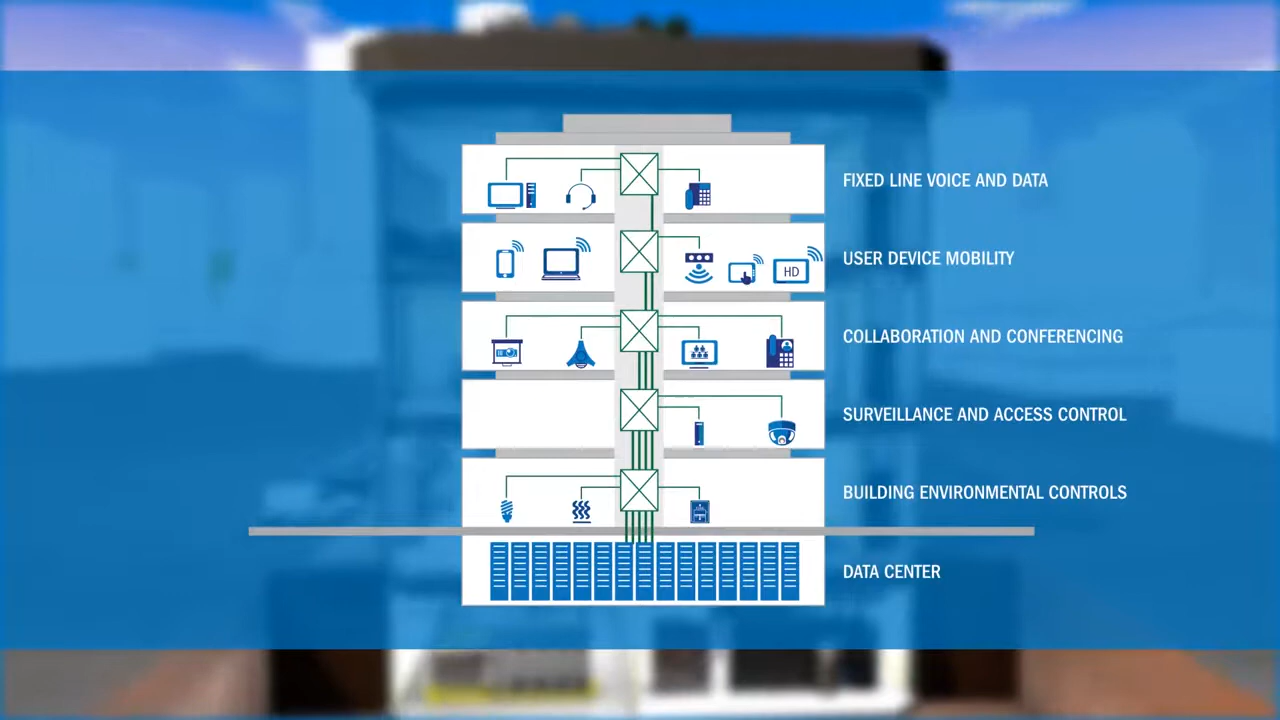 FIXED LINE VOICE AND DATA
USER DEVICE MOBILITY
HD
COLLABORATION AND CONFERENCING
SURVEILLANCE AND ACCESS CONTROL
BUILDING ENVIRONMENTAL CONTROLS
DATA CENTER